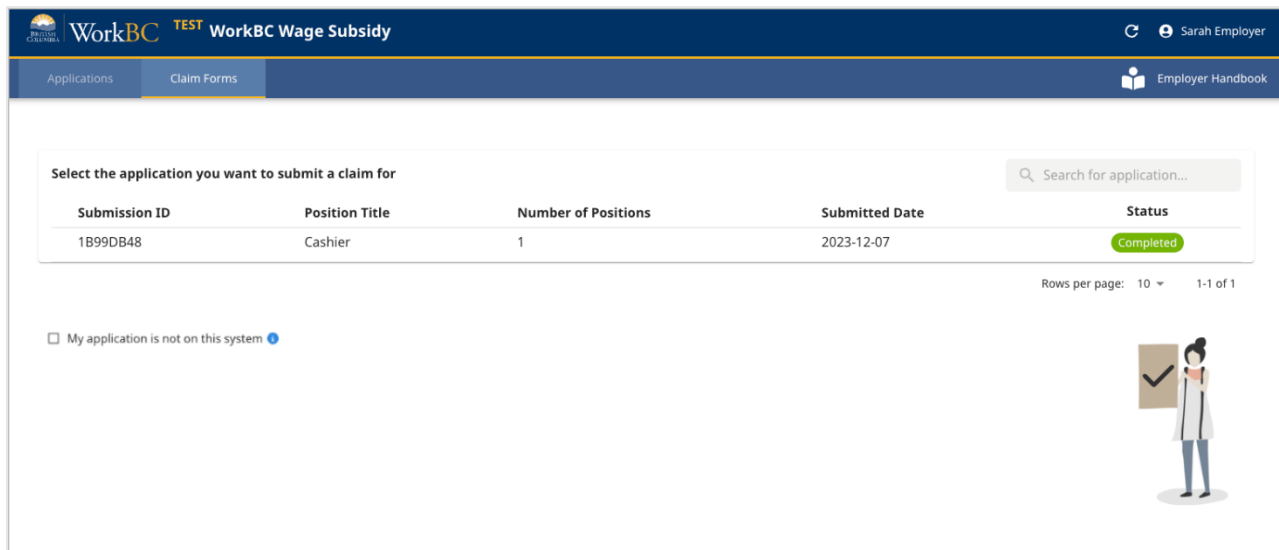 BRITISH COLUMBIA WorkBC TEST WorkBC Wage Subsidy Sarah Employer
Applications Claim Forms Employer Handbook
Select the application you want to submit a claim for Search for application...
Submission ID Position Title Number of Positions Submitted Date Status
1B99DB48 Cashier 1 2023-12-07 Completed
Rows per page: 10 1-1 of 1
My application is not on this system